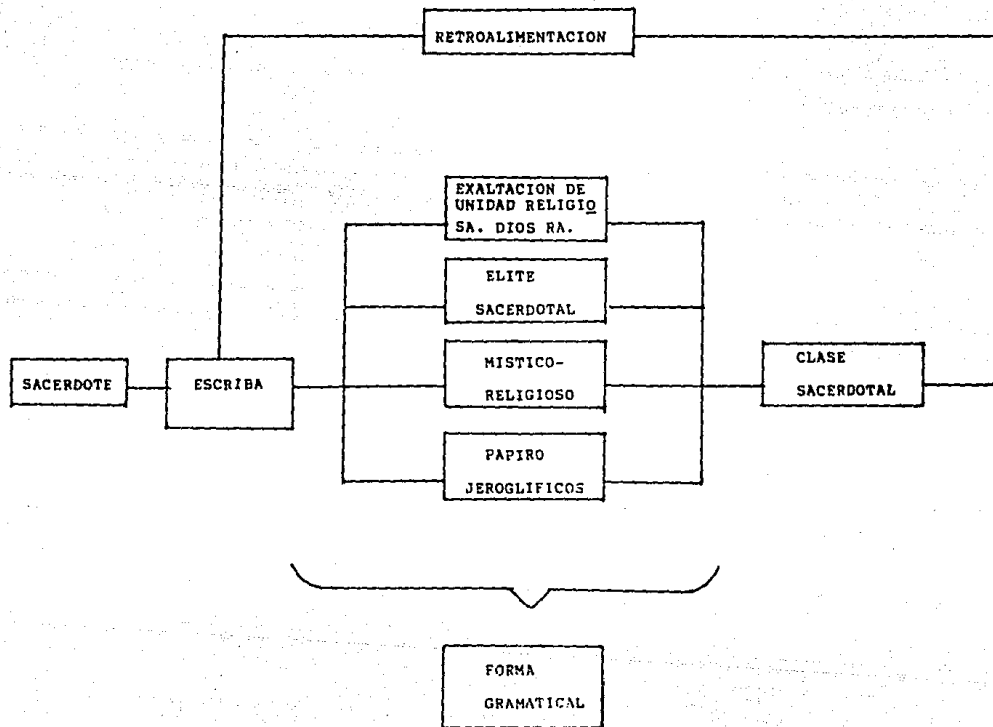 RETROALIMENTACION
EXALTACION DE
UNIDAD RELIGIO
SA. DIOS RA.
ELITE
SACERDOTAL
SACERDOTE
ESCRIBA
MISTICO-
RELIGIOSO
CLASE
SACERDOTAL
PAPIRO
JEROGLIFICOS
FORMA
GRAMATICAL